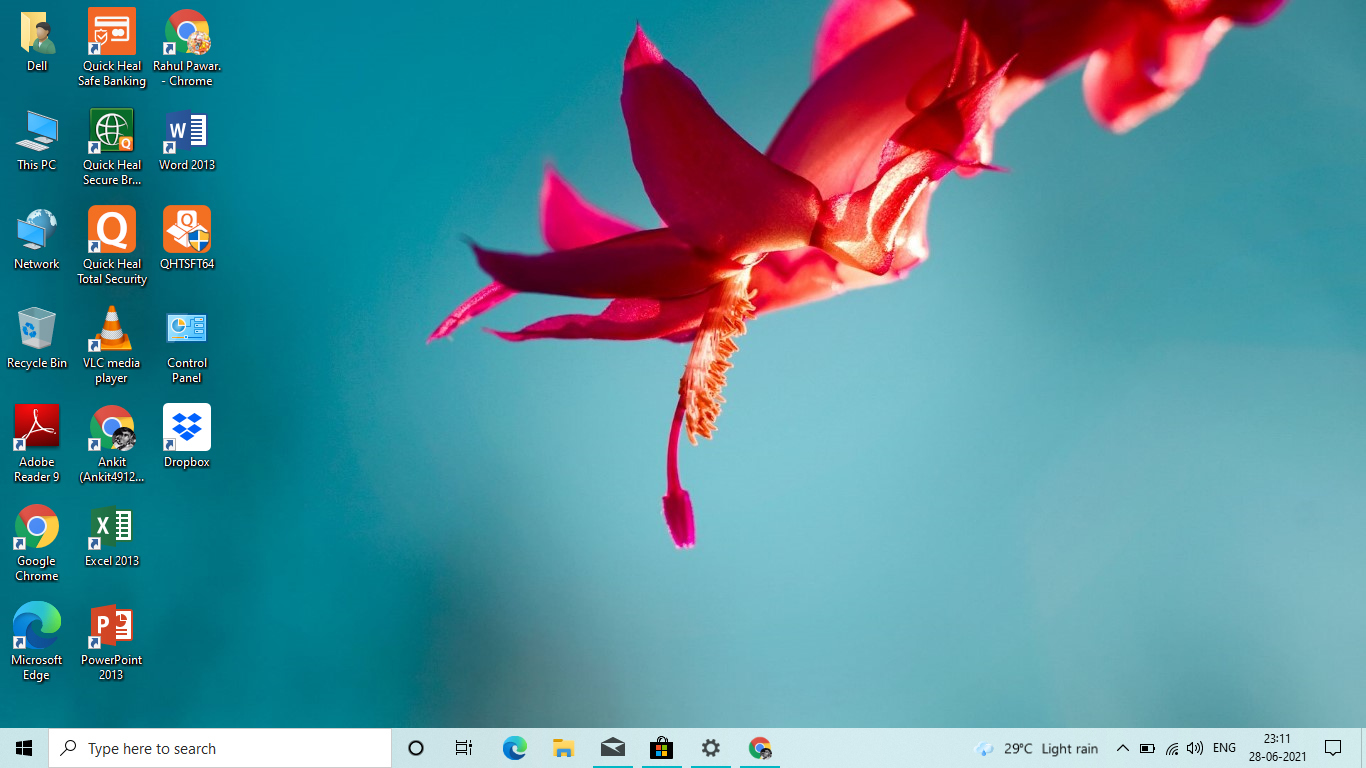 Dell
Quick Heal
Safe Banking
Rahul Pawar.
- Chrome
This PC
Quick Heal
Secure Br...
Word 2013
Network
Quick Heal
Total Security
QHTSFT64
Recycle Bin
VLC media
player
Control
Panel
Adobe
Reader 9
Ankit
(Ankit4912...
Dropbox
Google
Chrome
Excel 2013
Microsoft
Edge
PowerPoint
2013
Type here to search
29°C Light rain
ENG
23:11
28-06-2021